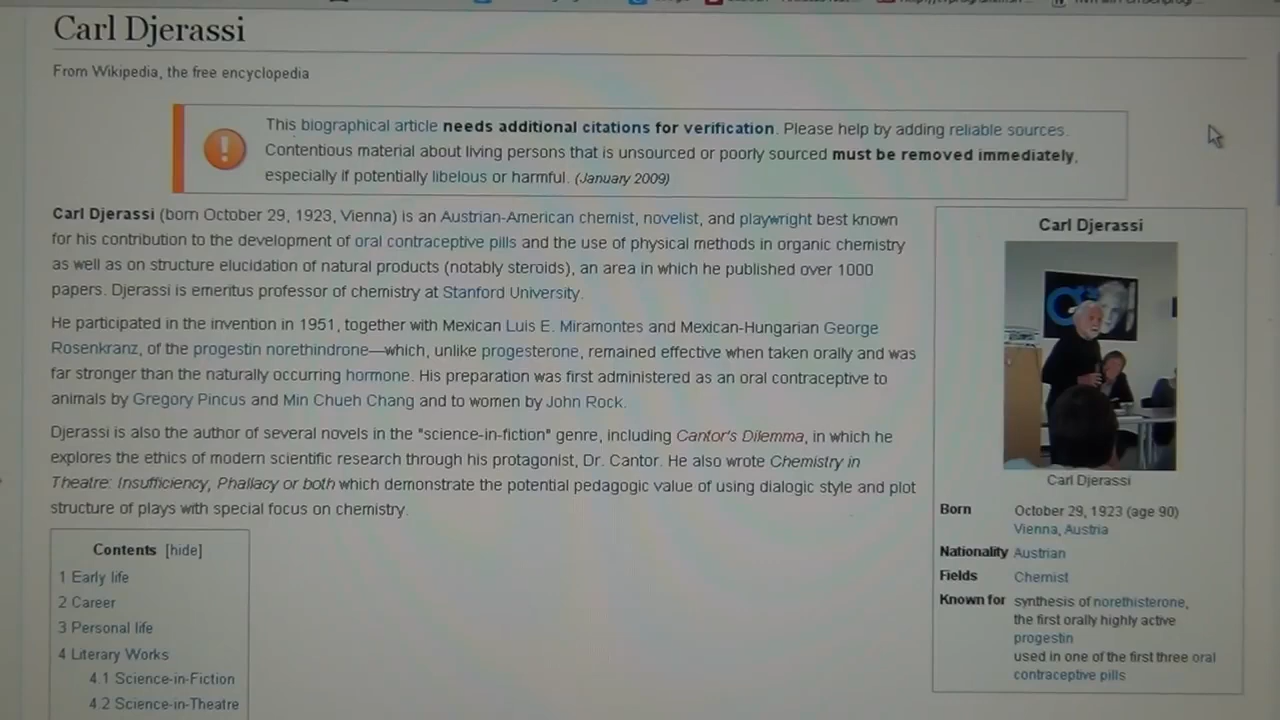 Carl Djerassi
From Wikipedia, the free encyclopedia
This biographical article needs additional citations for verification. Please help by adding reliable sources.
Contentious material about living persons that is unsourced or poorly sourced must be removed immediately,
especially if potentially libelous or harmful. (January 2009)
Carl Djerassi (born October 29, 1923, Vienna) is an Austrian-American chemist, novelist, and playwright best known
for his contribution to the development of oral contraceptive pills and the use of physical methods in organic chemistry
as well as on structure elucidation of natural products (notably steroids), an area in which he published over 1000
papers. Djerassi is emeritus professor of chemistry at Stanford University.
He participated in the invention in 1951, together with Mexican Luis E. Miramontes and Mexican-Hungarian George
Rosenkranz, of the progestin norethindrone—which, unlike progesterone, remained effective when taken orally and was
far stronger than the naturally occurring hormone. His preparation was first administered as an oral contraceptive to
animals by Gregory Pincus and Min Chueh Chang and to women by John Rock.
Djerassi is also the author of several novels in the "science-in-fiction" genre, including Cantor's Dilemma, in which he
explores the ethics of modern scientific research through his protagonist, Dr. Cantor. He also wrote Chemistry in
Theatre: Insufficiency, Phallacy or both which demonstrate the potential pedagogic value of using dialogic style and plot
structure of plays with special focus on chemistry.
Contents [hide]
1 Early life
2 Career
3 Personal life
4 Literary Works
4.1 Science-in-Fiction
4.2 Science-in-Theatre
Carl Djerassi
Carl Djerassi
Born October 29, 1923 (age 90)
Vienna, Austria
Nationality Austrian
Fields Chemist
Known for synthesis of norethisterone,
the first orally highly active
progestin
used in one of the first three oral
contraceptive pills